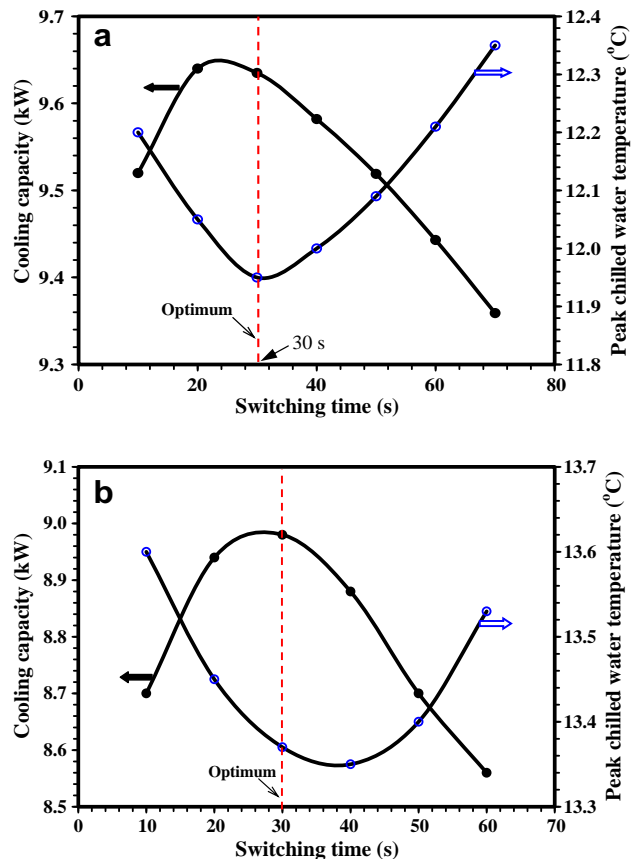 a
9.7
9.6
9.5
9.4
9.3
Cooling capacity (kW)
12.4
12.3
12.2
12.1
12.0
11.9
11.8
Peak chilled water temperature (°C)
Optimum
30 s
0 10 20 30 40 50 60 70 80
Switching time (s)
b
9.1
9.0
8.9
8.8
8.7
8.6
8.5
Cooling capacity (kW)
13.7
13.6
13.5
13.4
13.3
Peak chilled water temperature (°C)
Optimum
0 10 20 30 40 50 60 70
Switching time (s)